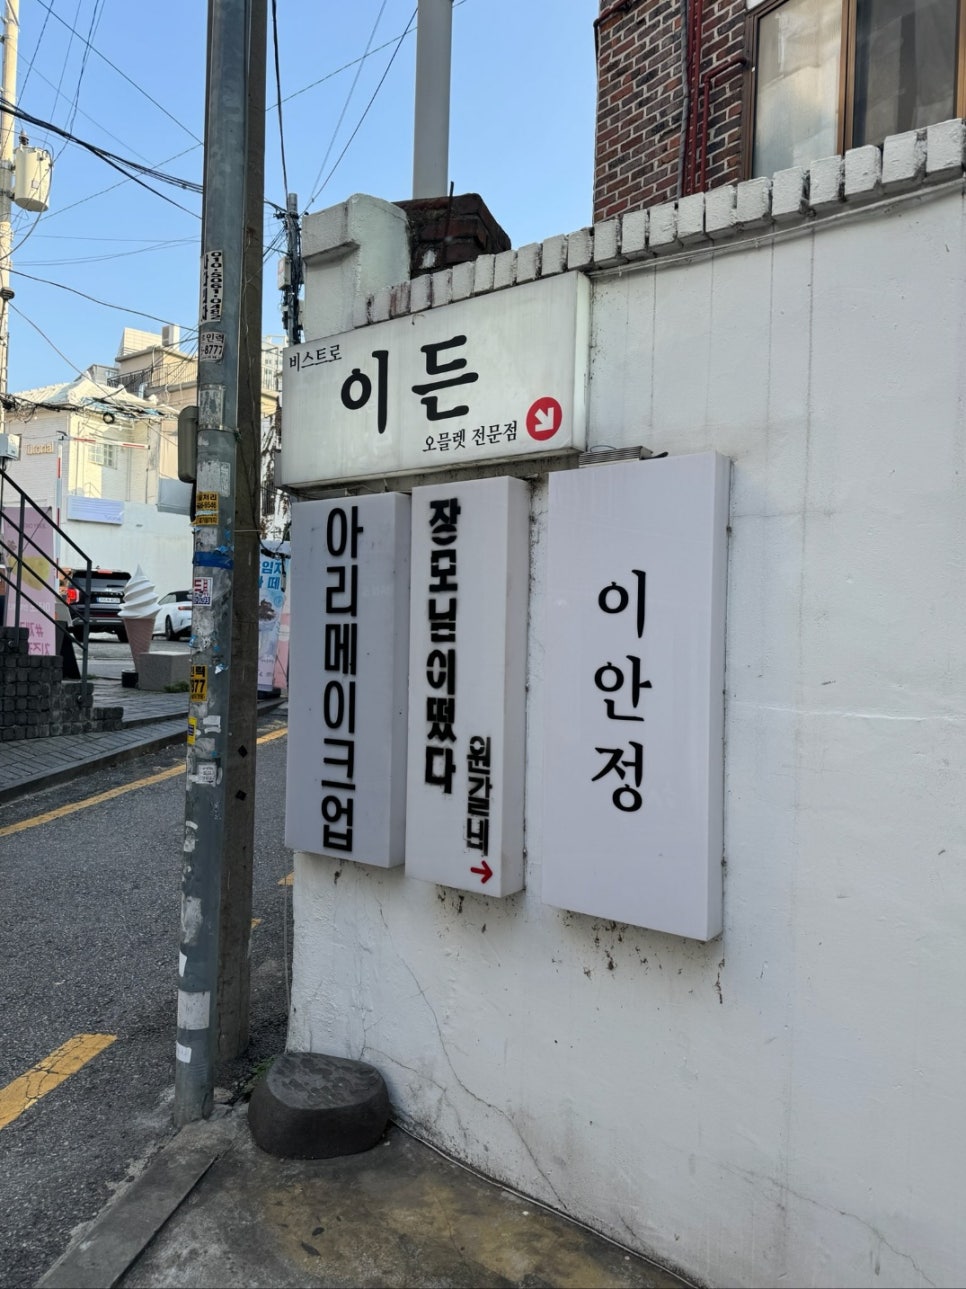 비스트로
이든
오믈렛 전문점
아리메이크업
장모님이떴다
원갈내
이안정